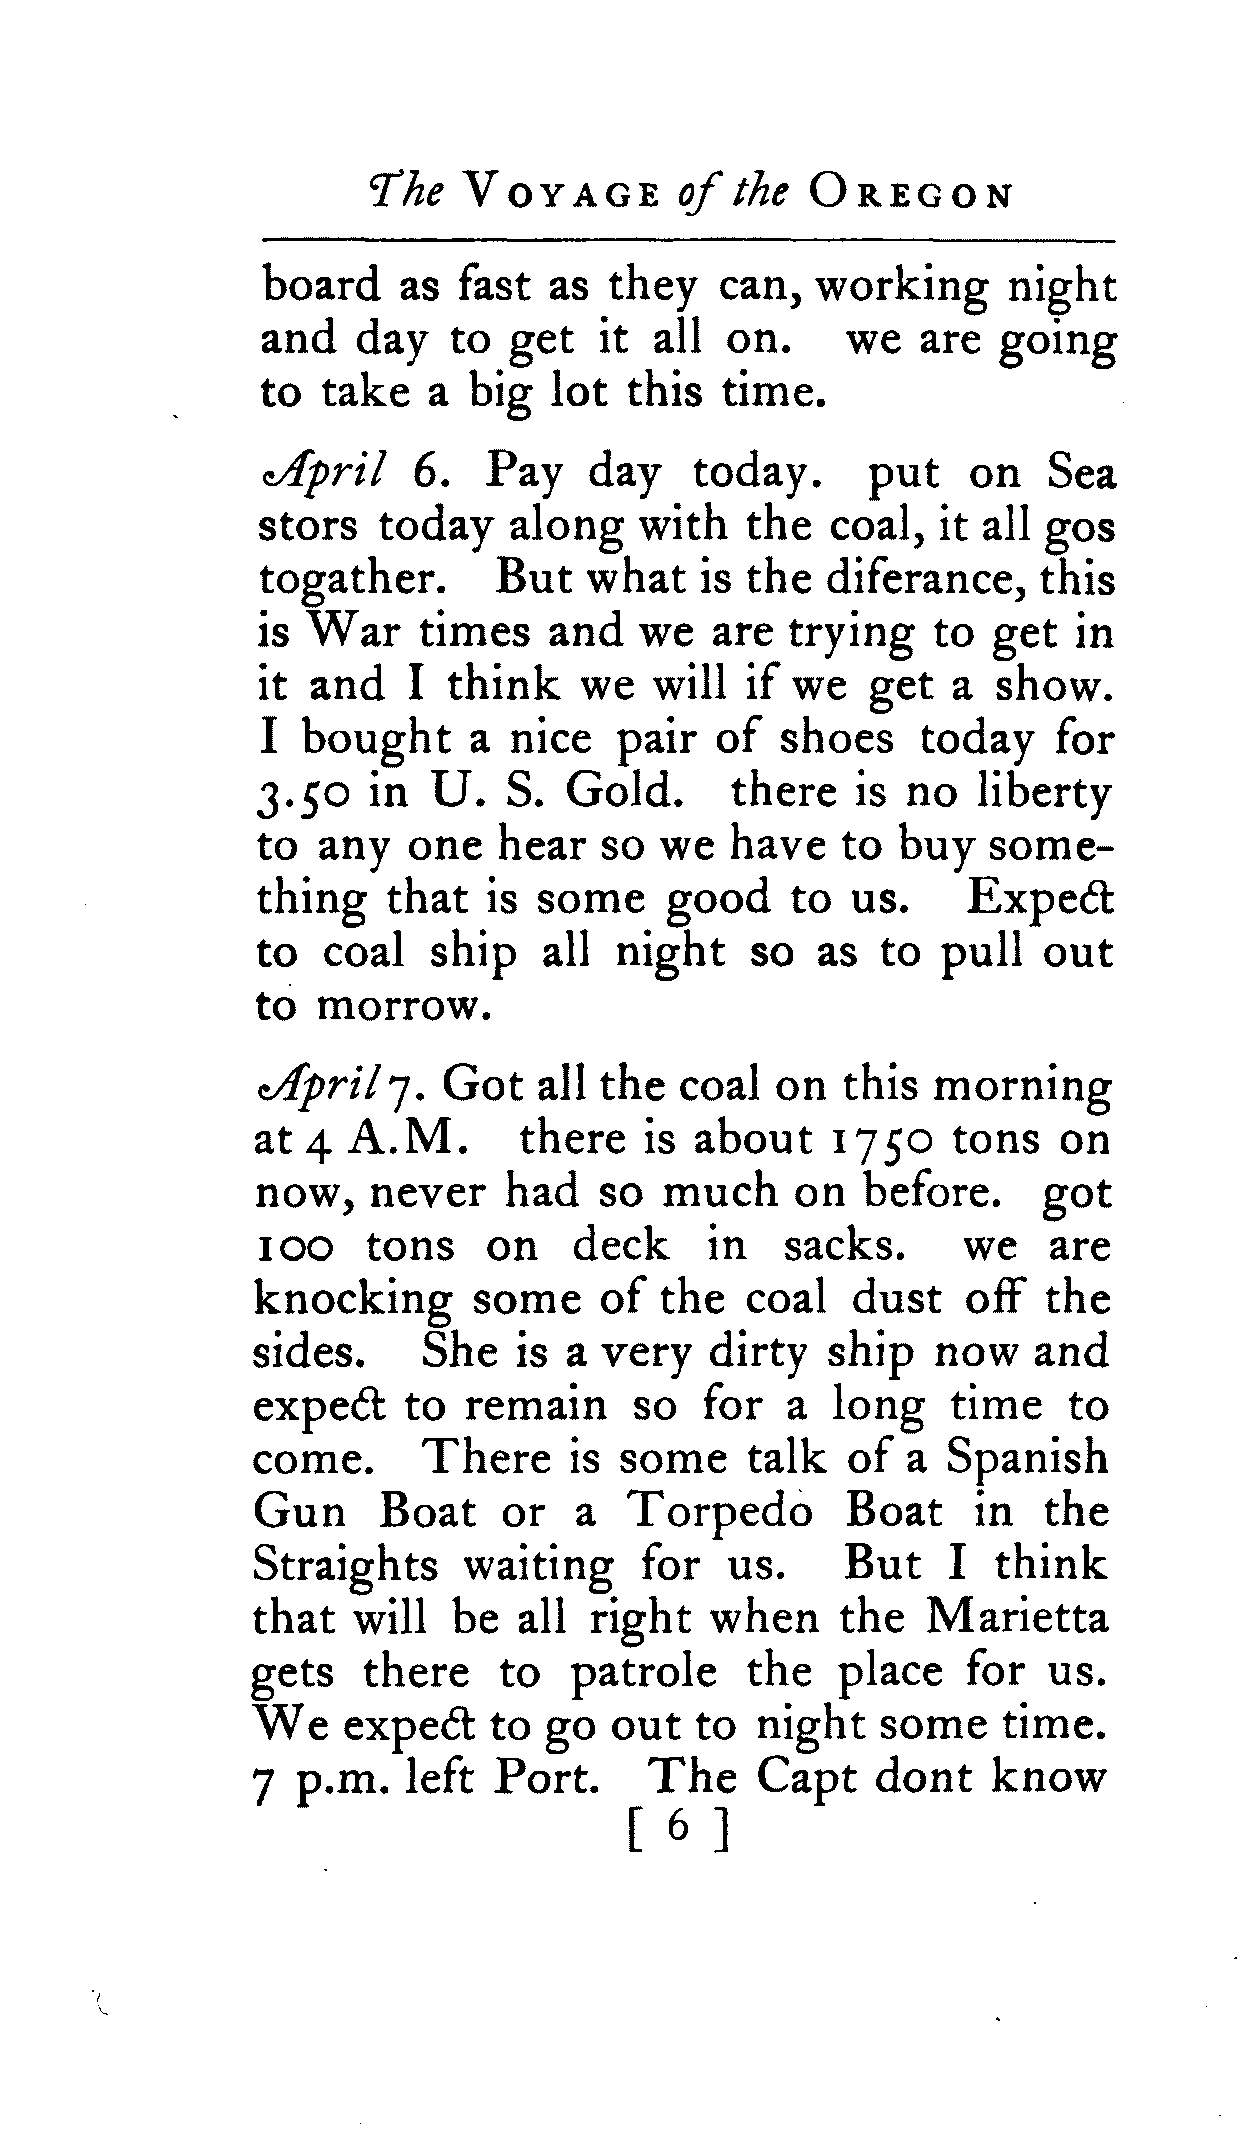 The Voyage of the Oregon
board as fast as they can, working night
and day to get it all on. we are going
to take a big lot this time.
April 6. Pay day today. put on Sea
stors today along with the coal, it all gos
togather. But what is the diferance, this
is War times and we are trying to get in
it and I think we will if we get a show.
I bought a nice pair of shoes today for
3.50 in U. S. Gold. there is no liberty
to any one hear so we have to buy some-
thing that is some good to us. Expect
to coal ship all night so as to pull out
to morrow.
April 7. Got all the coal on this morning
at 4 A.M. there is about 1750 tons on
now, never had so much on before. got
100 tons on deck in sacks. we are
knocking some of the coal dust off the
sides. She is a very dirty ship now and
expect to remain so for a long time to
come. There is some talk of a Spanish
Gun Boat or a Torpedo Boat in the
Straights waiting for us. But I think
that will be all right when the Marietta
gets there to patrole the place for us.
We expect to go out to night some time.
7 p.m. left Port. The Capt dont know
[ 6 ]